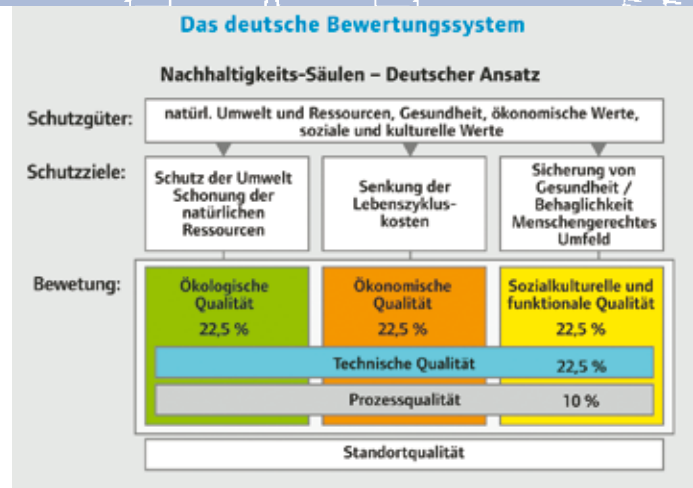 Das deutsche Bewertungssystem
Nachhaltigkeits-Säulen – Deutscher Ansatz
Schutzgüter:
natürl. Umwelt und Ressourcen, Gesundheit, ökonomische Werte,
soziale und kulturelle Werte
Schutzziele:
Schutz der Umwelt
Schonung der
natürlichen
Ressourcen
Senkung der
Lebenszyklus-
kosten
Sicherung von
Gesundheit /
Behaglichkeit
Menschengerechtes
Umfeld
Bewetung:
Ökologische
Qualität
22,5 %
Ökonomische
Qualität
22,5 %
Sozialkulturelle und
funktionale Qualität
22,5 %
Technische Qualität 22,5 %
Prozessqualität 10 %
Standortqualität